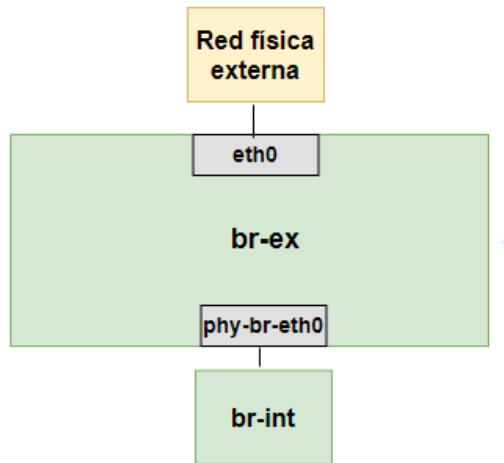 Red física
externa
eth0
br-ex
phy-br-eth0
br-int